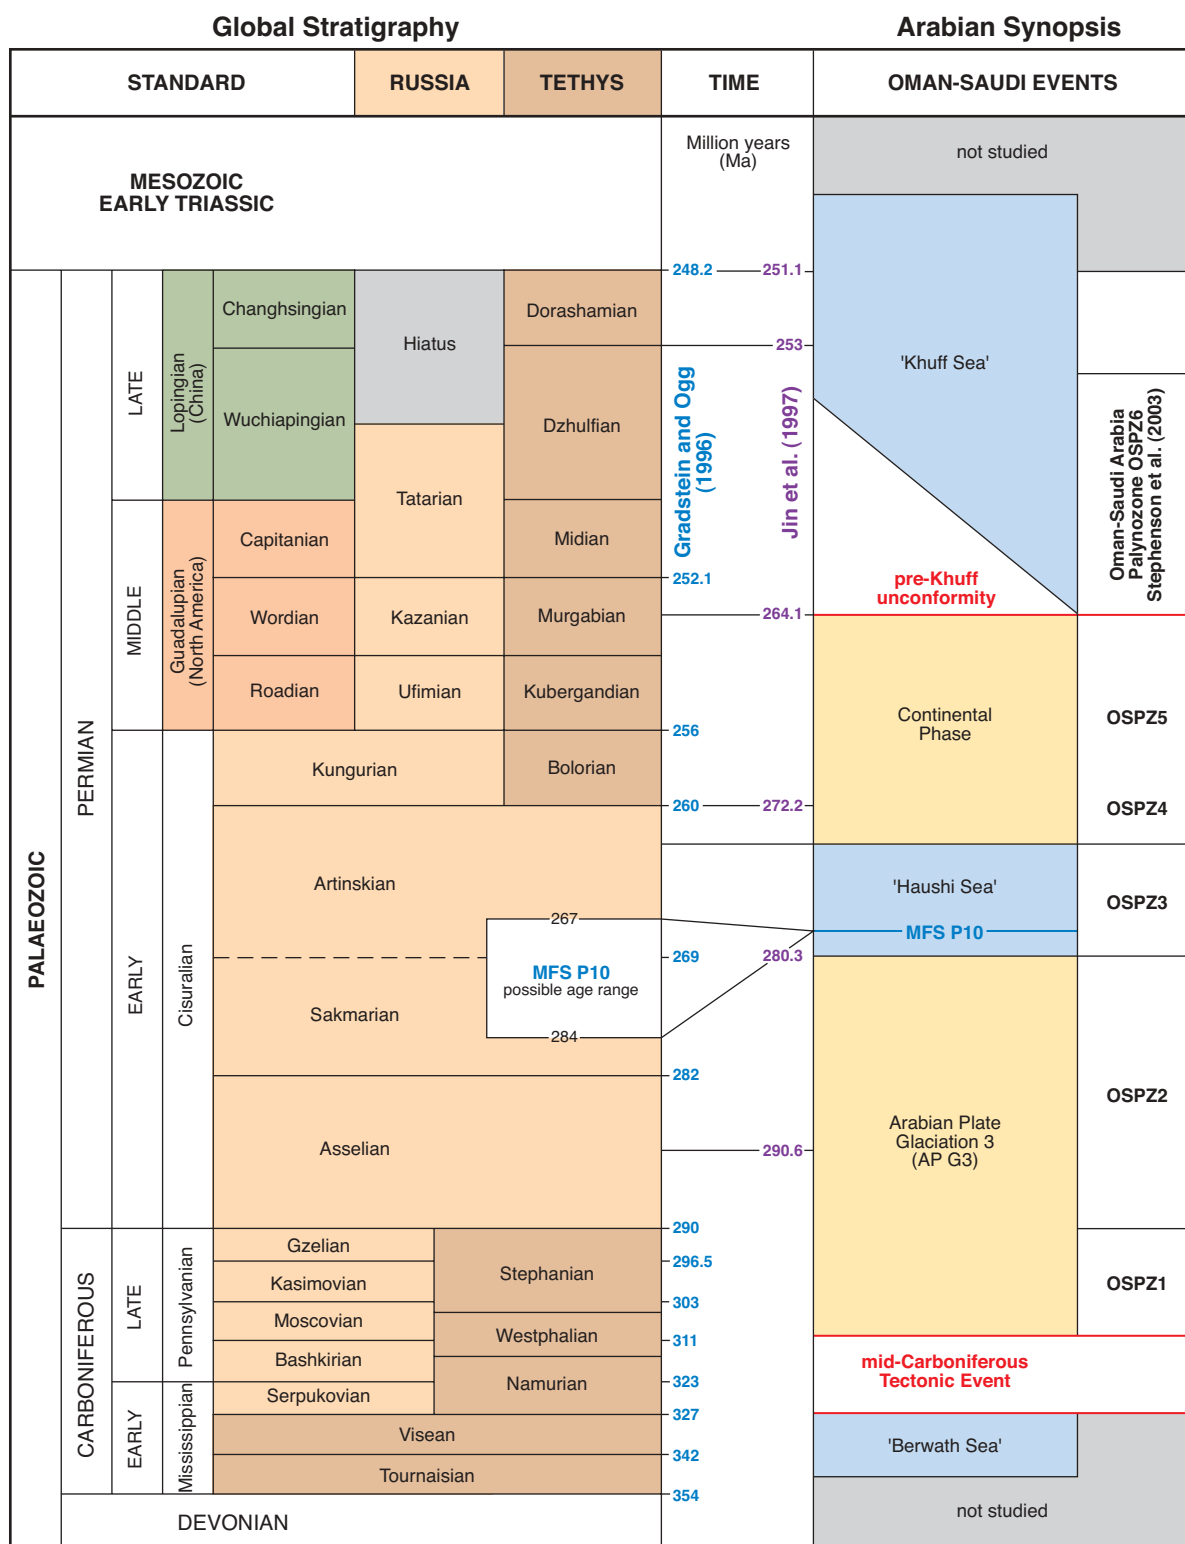 Global Stratigraphy
Arabian Synopsis
STANDARD
RUSSIA
TETHYS
TIME
OMAN-SAUDI EVENTS
MESOZOIC
EARLY TRIASSIC
Million years
(Ma)
not studied
PALAEOZOIC
PERMIAN
LATE
Lopingian
(China)
Changhsingian
Wuchiapingian
Hiatus
Tatarian
Dorashamian
Dzhulfian
248.2
251.1
253
Gradstein and Ogg
(1996)
Jin et al. (1997)
'Khuff Sea'
Oman-Saudi Arabia
Palynozone OSPZ6
Stephenson et al. (2003)
MIDDLE
Guadalupian
(North America)
Capitanian
Midian
252.1
pre-Khuff
unconformity
Wordian
Kazanian
Murgabian
264.1
Roadian
Ufimian
Kubergandian
256
Continental
Phase
OSPZ5
EARLY
Cisuralian
Kungurian
Bolorian
260
272.2
OSPZ4
Artinskian
'Haushi Sea'
OSPZ3
267
MFS P10
MFS P10
possible age range
269
280.3
Sakmarian
284
282
OSPZ2
Asselian
290.6
Arabian Plate
Glaciation 3
(AP G3)
290
CARBONIFEROUS
LATE
Pennsylvanian
Gzelian
296.5
Stephanian
Kasimovian
OSPZ1
303
Moscovian
Westphalian
311
Bashkirian
mid-Carboniferous
Tectonic Event
323
Namurian
EARLY
Mississippian
Serpukovian
327
Visean
'Berwath Sea'
342
Tournaisian
354
DEVONIAN
not studied